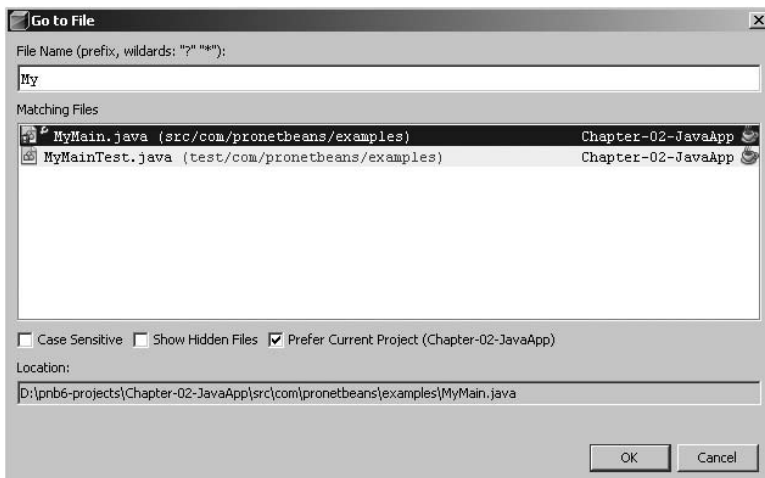 Go to File
File Name (prefix, wildards: "?" "*"):
My
Matching Files
MyMain.java (src/com/pronetbeans/examples) Chapter-02-JavaApp
MyMainTest.java (test/com/pronetbeans/examples) Chapter-02-JavaApp
Case Sensitive Show Hidden Files Prefer Current Project (Chapter-02-JavaApp)
Location:
D:\pnb6-projects\Chapter-02-JavaApp\src\com\pronetbeans\examples\MyMain.java
OK Cancel